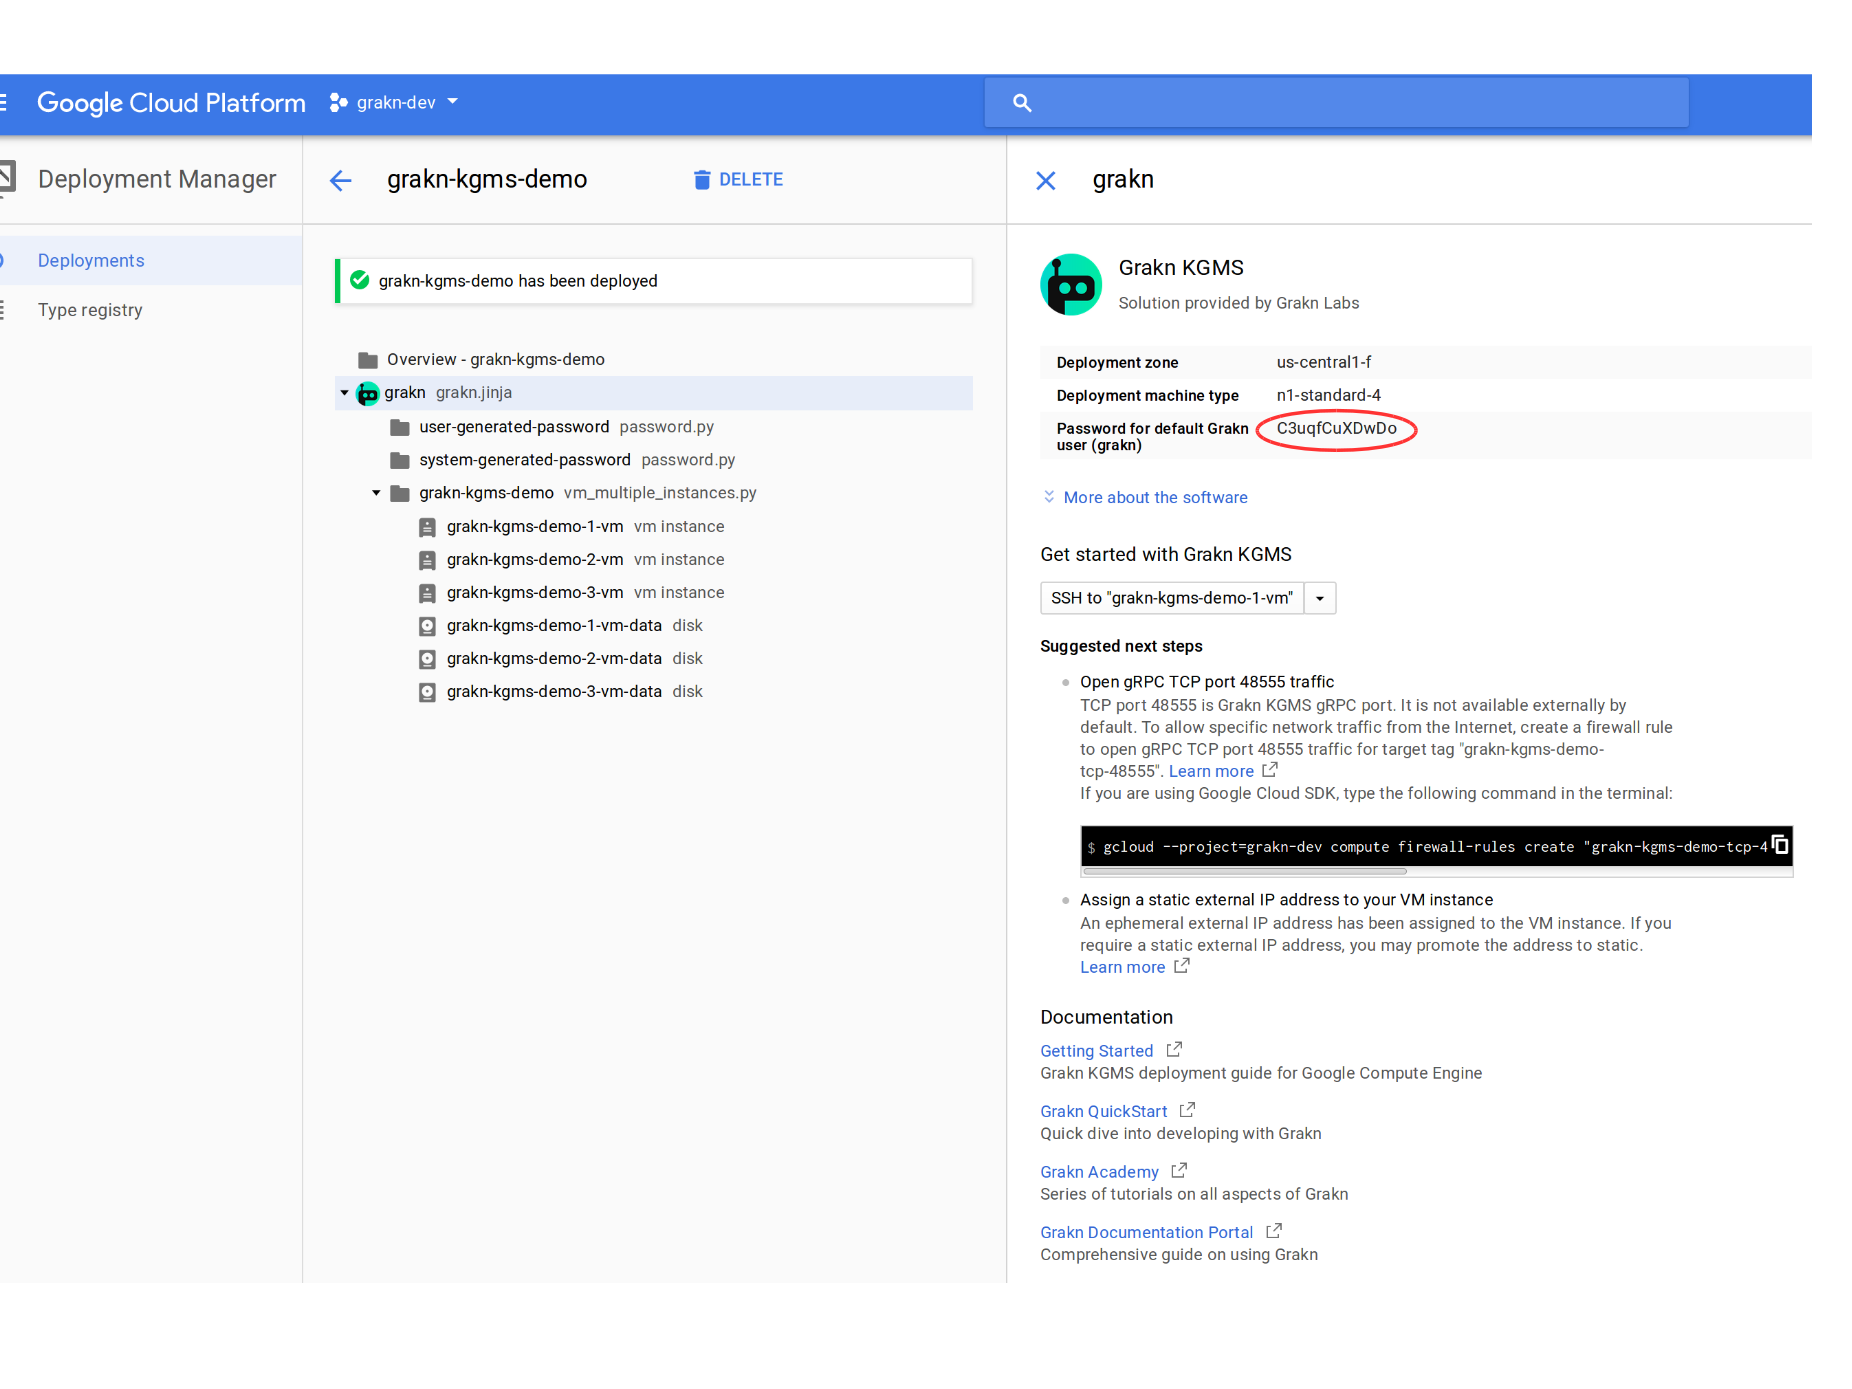 Google Cloud Platform grakn-dev
Deployment Manager
grakn-kgms-demo DELETE
grakn
Deployments
Type registry
grakn-kgms-demo has been deployed
Overview - grakn-kgms-demo
grakn grakn.jinja
user-generated-password password.py
system-generated-password password.py
grakn-kgms-demo vm_multiple_instances.py
grakn-kgms-demo-1-vm vm instance
grakn-kgms-demo-2-vm vm instance
grakn-kgms-demo-3-vm vm instance
grakn-kgms-demo-1-vm-data disk
grakn-kgms-demo-2-vm-data disk
grakn-kgms-demo-3-vm-data disk
Grakn KGMS
Solution provided by Grakn Labs
Deployment zone us-central1-f
Deployment machine type n1-standard-4
Password for default Grakn C3uqfCuXDwDo
user (grakn)
More about the software
Get started with Grakn KGMS
SSH to "grakn-kgms-demo-1-vm"
Suggested next steps
Open gRPC TCP port 48555 traffic
TCP port 48555 is Grakn KGMS gRPC port. It is not available externally by
default. To allow specific network traffic from the Internet, create a firewall rule
to open gRPC TCP port 48555 traffic for target tag "grakn-kgms-demo-
tcp-48555". Learn more
If you are using Google Cloud SDK, type the following command in the terminal:
$ gcloud --project=grakn-dev compute firewall-rules create "grakn-kgms-demo-tcp-4
Assign a static external IP address to your VM instance
An ephemeral external IP address has been assigned to the VM instance. If you
require a static external IP address, you may promote the address to static.
Learn more
Documentation
Getting Started
Grakn KGMS deployment guide for Google Compute Engine
Grakn QuickStart
Quick dive into developing with Grakn
Grakn Academy
Series of tutorials on all aspects of Grakn
Grakn Documentation Portal
Comprehensive guide on using Grakn